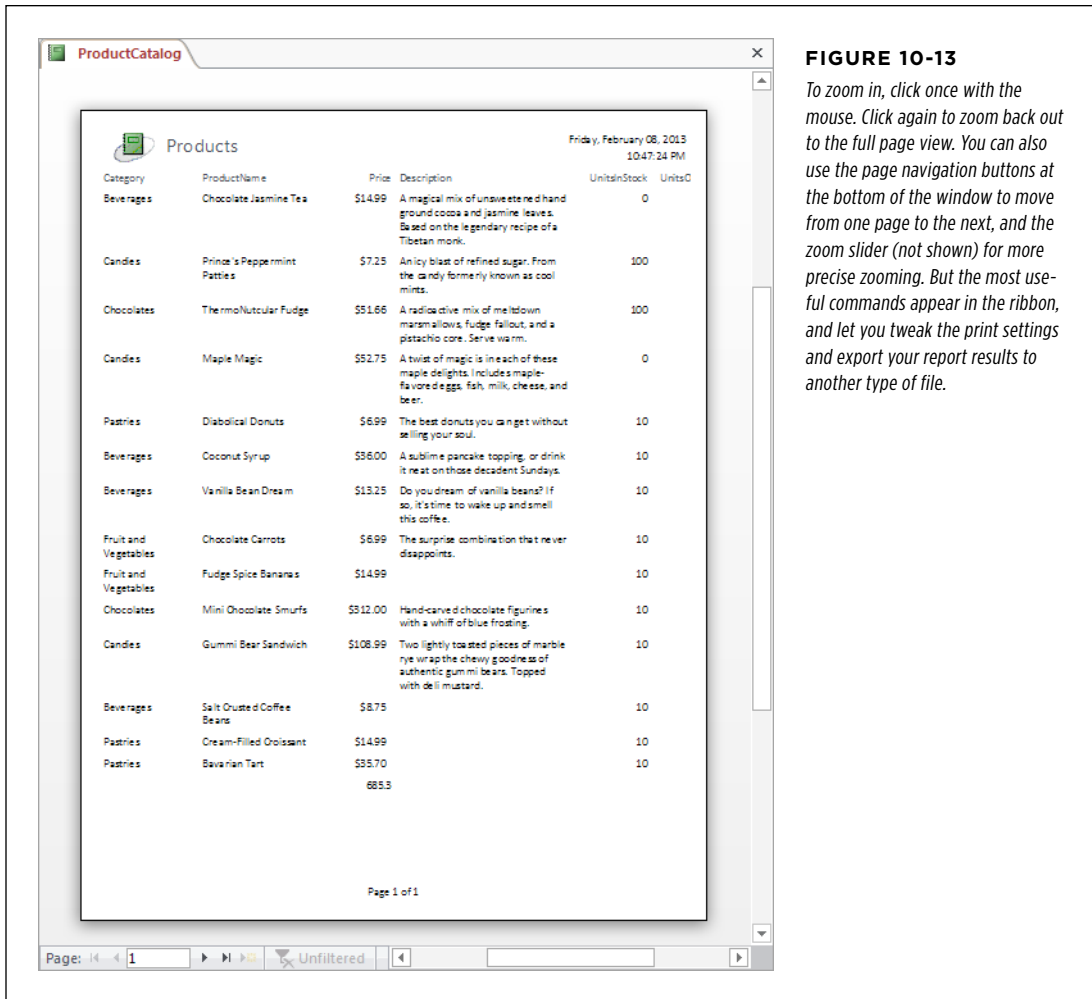 ProductCatalog
Products
Friday, February 08, 2013
10:47:24 PM
Category ProductName Price Description UnitsInStock UnitsO
Beverages Chocolate Jasmine Tea $14.99 A magical mix of unsweetened hand
ground cocoa and jasmine leaves.
Based on the legendary recipe of a
Tibetan monk.
Candies Prince's Peppermint $7.25 An icy blast of refined sugar. From 100
Patties the candy formerly known as cool
mints.
Chocolates ThermoNutcular Fudge $51.66 A radioactive mix of meltdown 100
marsmallows, fudge fallout, and a
pistachio core. Serve warm.
Candies Maple Magic $52.75 A twist of magic is in each of these 0
maple delights. Includes maple-
flavored eggs, fish, milk, cheese, and
beer.
Pastries Diabolical Donuts $6.99 The best donuts you can get without 10
selling your soul.
Beverages Coconut Syrup $36.00 A sublime pancake topping, or drink 10
it neat on those decadent Sundays.
Beverages Vanilla Bean Dream $13.25 Do you dream of vanilla beans? If 10
so, it's time to wake up and smell
this coffee.
Fruit and Chocolate Carrots $6.99 The surprise combination that never 10
Vegetables disappoints.
Fruit and Fudge Spice Bananas $14.99 10
Vegetables
Chocolates Mini Chocolate Smurfs $312.00 Hand-carved chocolate figurines 10
with a whiff of blue frosting.
Candies Gummi Bear Sandwich $108.99 Two lightly toasted pieces of marble 10
rye wrap the chewy goodness of
authentic gummi bears. Topped
with deli mustard.
Beverages Salt Crusted Coffee $8.75 10
Beans
Pastries Cream-Filled Croissant $14.99 10
Pastries Bavarian Tart $35.70 10
685.3
Page 1 of 1
Page: 1 Unfiltered
FIGURE 10-13
To zoom in, click once with the
mouse. Click again to zoom back out
to the full page view. You can also
use the page navigation buttons at
the bottom of the window to move
from one page to the next, and the
zoom slider (not shown) for more
precise zooming. But the most use-
ful commands appear in the ribbon,
and let you tweak the print settings
and export your report results to
another type of file.